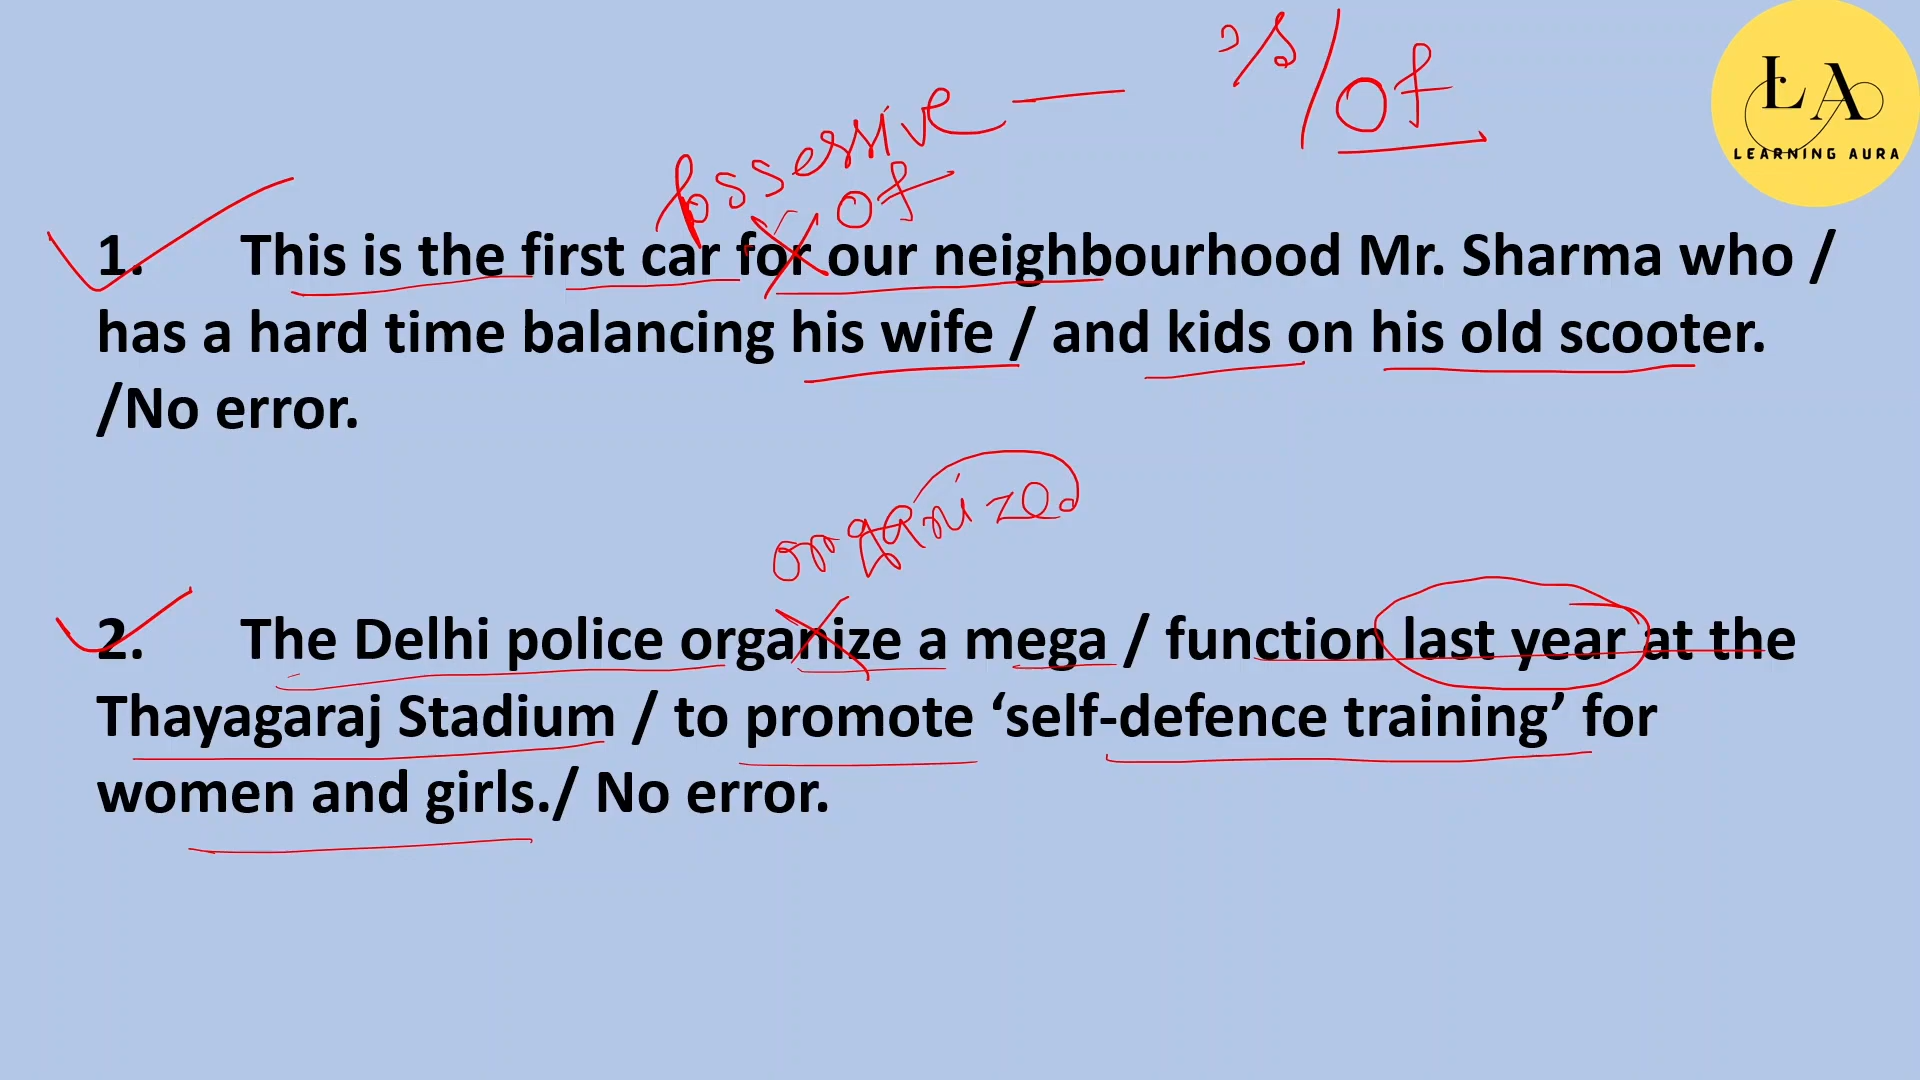 's/of
possessive —
of
LA
LEARNING AURA
1. This is the first car for our neighbourhood Mr. Sharma who /
has a hard time balancing his wife / and kids on his old scooter.
/No error.
organized
2. The Delhi police organize a mega / function last year at the
Thayagaraj Stadium / to promote ‘self-defence training’ for
women and girls./ No error.